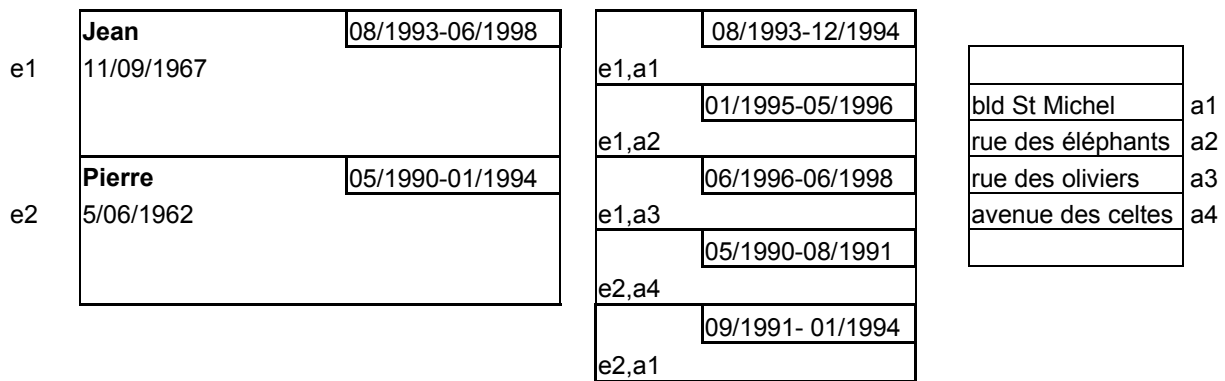 Jean 08/1993-06/1998
e1 11/09/1967
Pierre 05/1990-01/1994
e2 5/06/1962
08/1993-12/1994
e1,a1
01/1995-05/1996
e1,a2
06/1996-06/1998
e1,a3
05/1990-08/1991
e2,a4
09/1991- 01/1994
e2,a1
bld St Michel a1
rue des éléphants a2
rue des oliviers a3
avenue des celtes a4